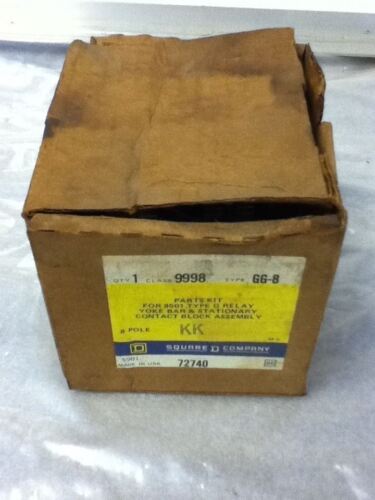 QTY 1 CLASS 9998 TYPE GG-8
PARTS KIT
FOR 8501 TYPE G RELAY
YOKE BAR & STATIONARY
CONTACT BLOCK ASSEMBLY
8 POLE KK
D SQUARE D COMPANY
MADE IN USA 72740